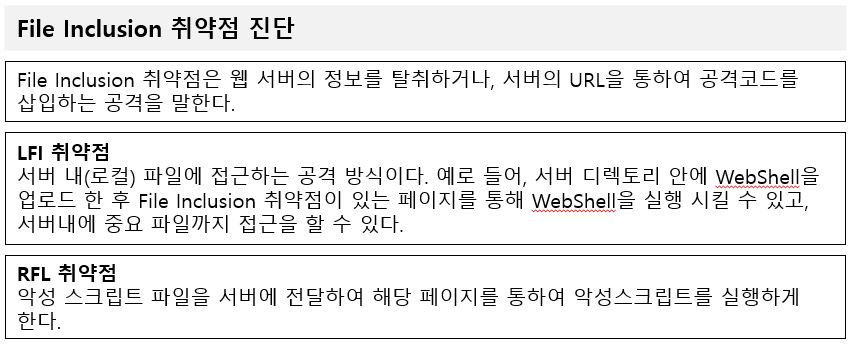 File Inclusion 취약점 진단
File Inclusion 취약점은 웹 서버의 정보를 탈취하거나, 서버의 URL을 통하여 공격코드를
삽입하는 공격을 말한다.
LFI 취약점
서버 내(로컬) 파일에 접근하는 공격 방식이다. 예로 들어, 서버 디렉토리 안에 WebShell을
업로드 한 후 File Inclusion 취약점이 있는 페이지를 통해 WebShell을 실행 시킬 수 있고,
서버내에 중요 파일까지 접근을 할 수 있다.
RFL 취약점
악성 스크립트 파일을 서버에 전달하여 해당 페이지를 통하여 악성스크립트를 실행하게
한다.